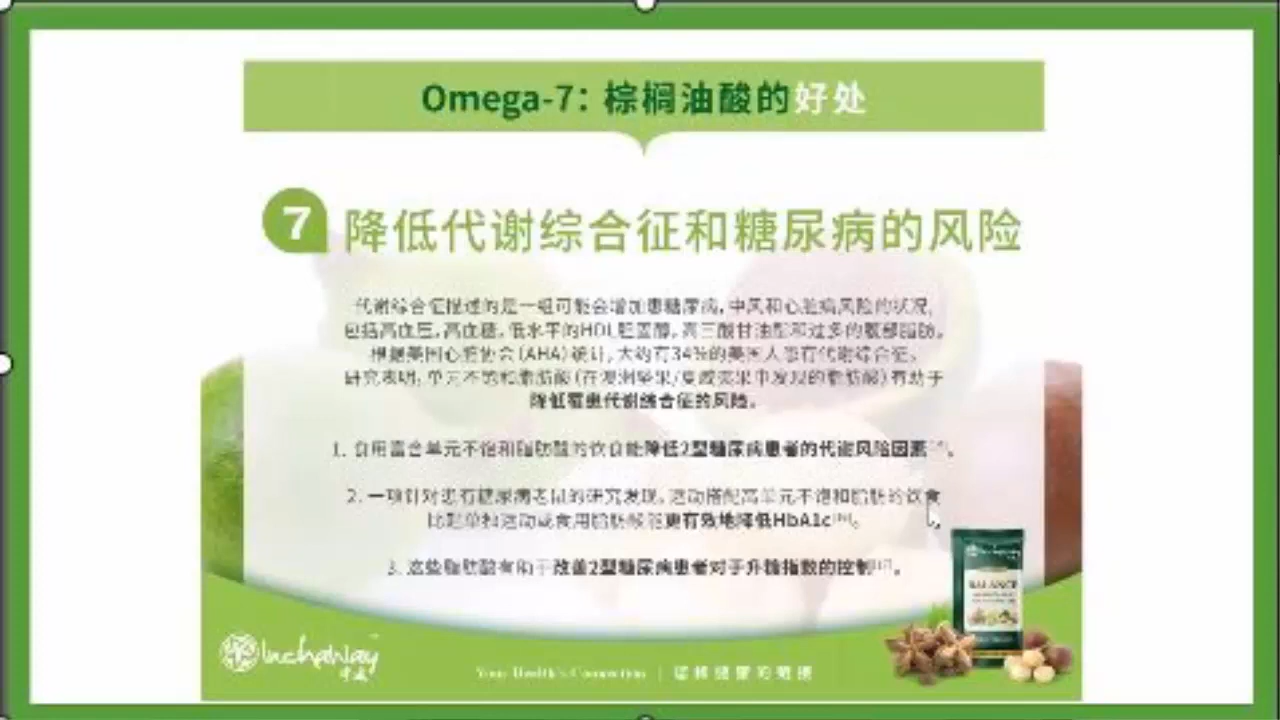 Omega-7: 棕榈油酸的好处
7 降低代谢综合征和糖尿病的风险
代谢综合征描述的是一组可能会增加患糖尿病, 中风和心脏病风险的状况,
包括高血压, 高血糖, 低水平的HDL胆固醇, 高三酸甘油酯和过多的腹部脂肪。
根据美国心脏协会(AHA)统计, 大约有34%的美国人患有代谢综合征。
研究表明, 单元不饱和脂肪酸(在澳洲坚果/夏威夷果中发现的脂肪酸)有助于
降低罹患代谢综合征的风险。
1. 食用富含单元不饱和脂肪酸的饮食能降低2型糖尿病患者的代谢风险因素 。
2. 一项针对患有糖尿病老鼠的研究发现, 运动搭配高单元不饱和脂肪的饮食
比起单和运动或食用脂肪酸能更有效地降低HbA1c 。
3. 这些脂肪酸有助于改善2型糖尿病患者对于升糖指数的控制 。
InchaWay
Your Health's Connection
BALANCE